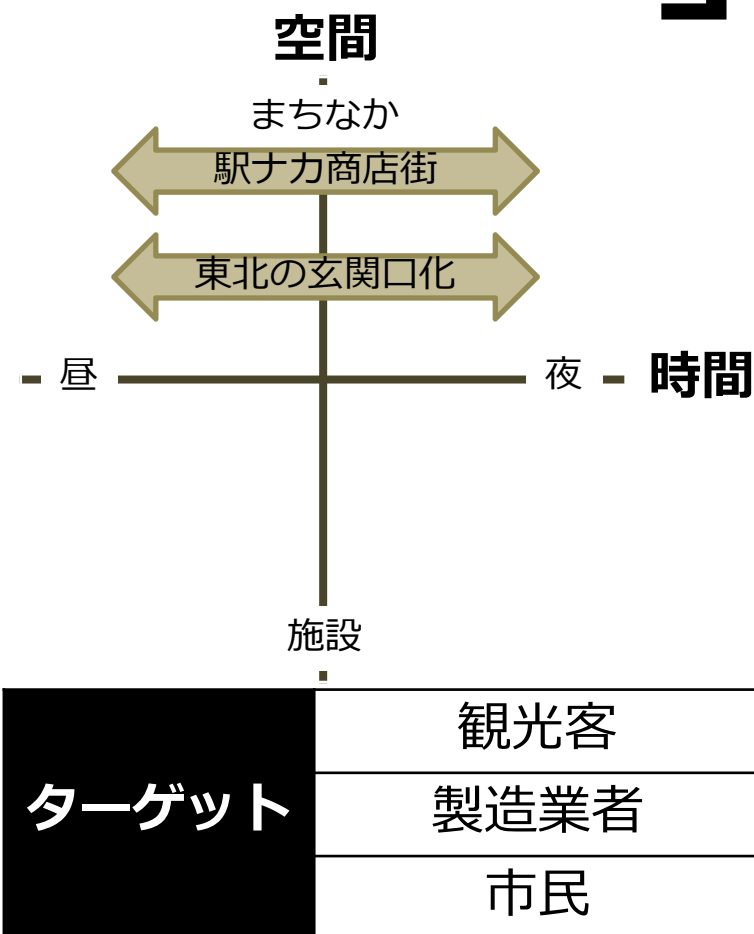 空間
まちなか
駅ナカ商店街
東北の玄関口化
昼
夜
時間
施設
ターゲット
観光客
製造業者
市民